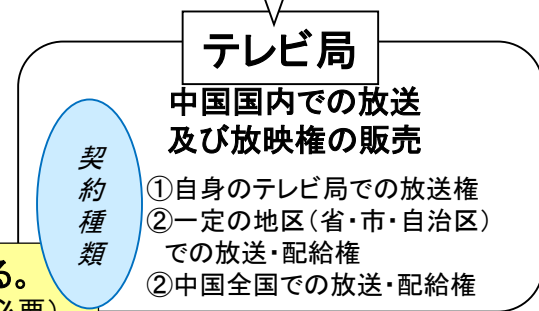 テレビ局
中国国内での放送
及び放映権の販売
契約種類
①自身のテレビ局での放送権
②一定の地区(省・市・自治区)
での放送・配給権
②中国全国での放送・配給権
る。
必要)